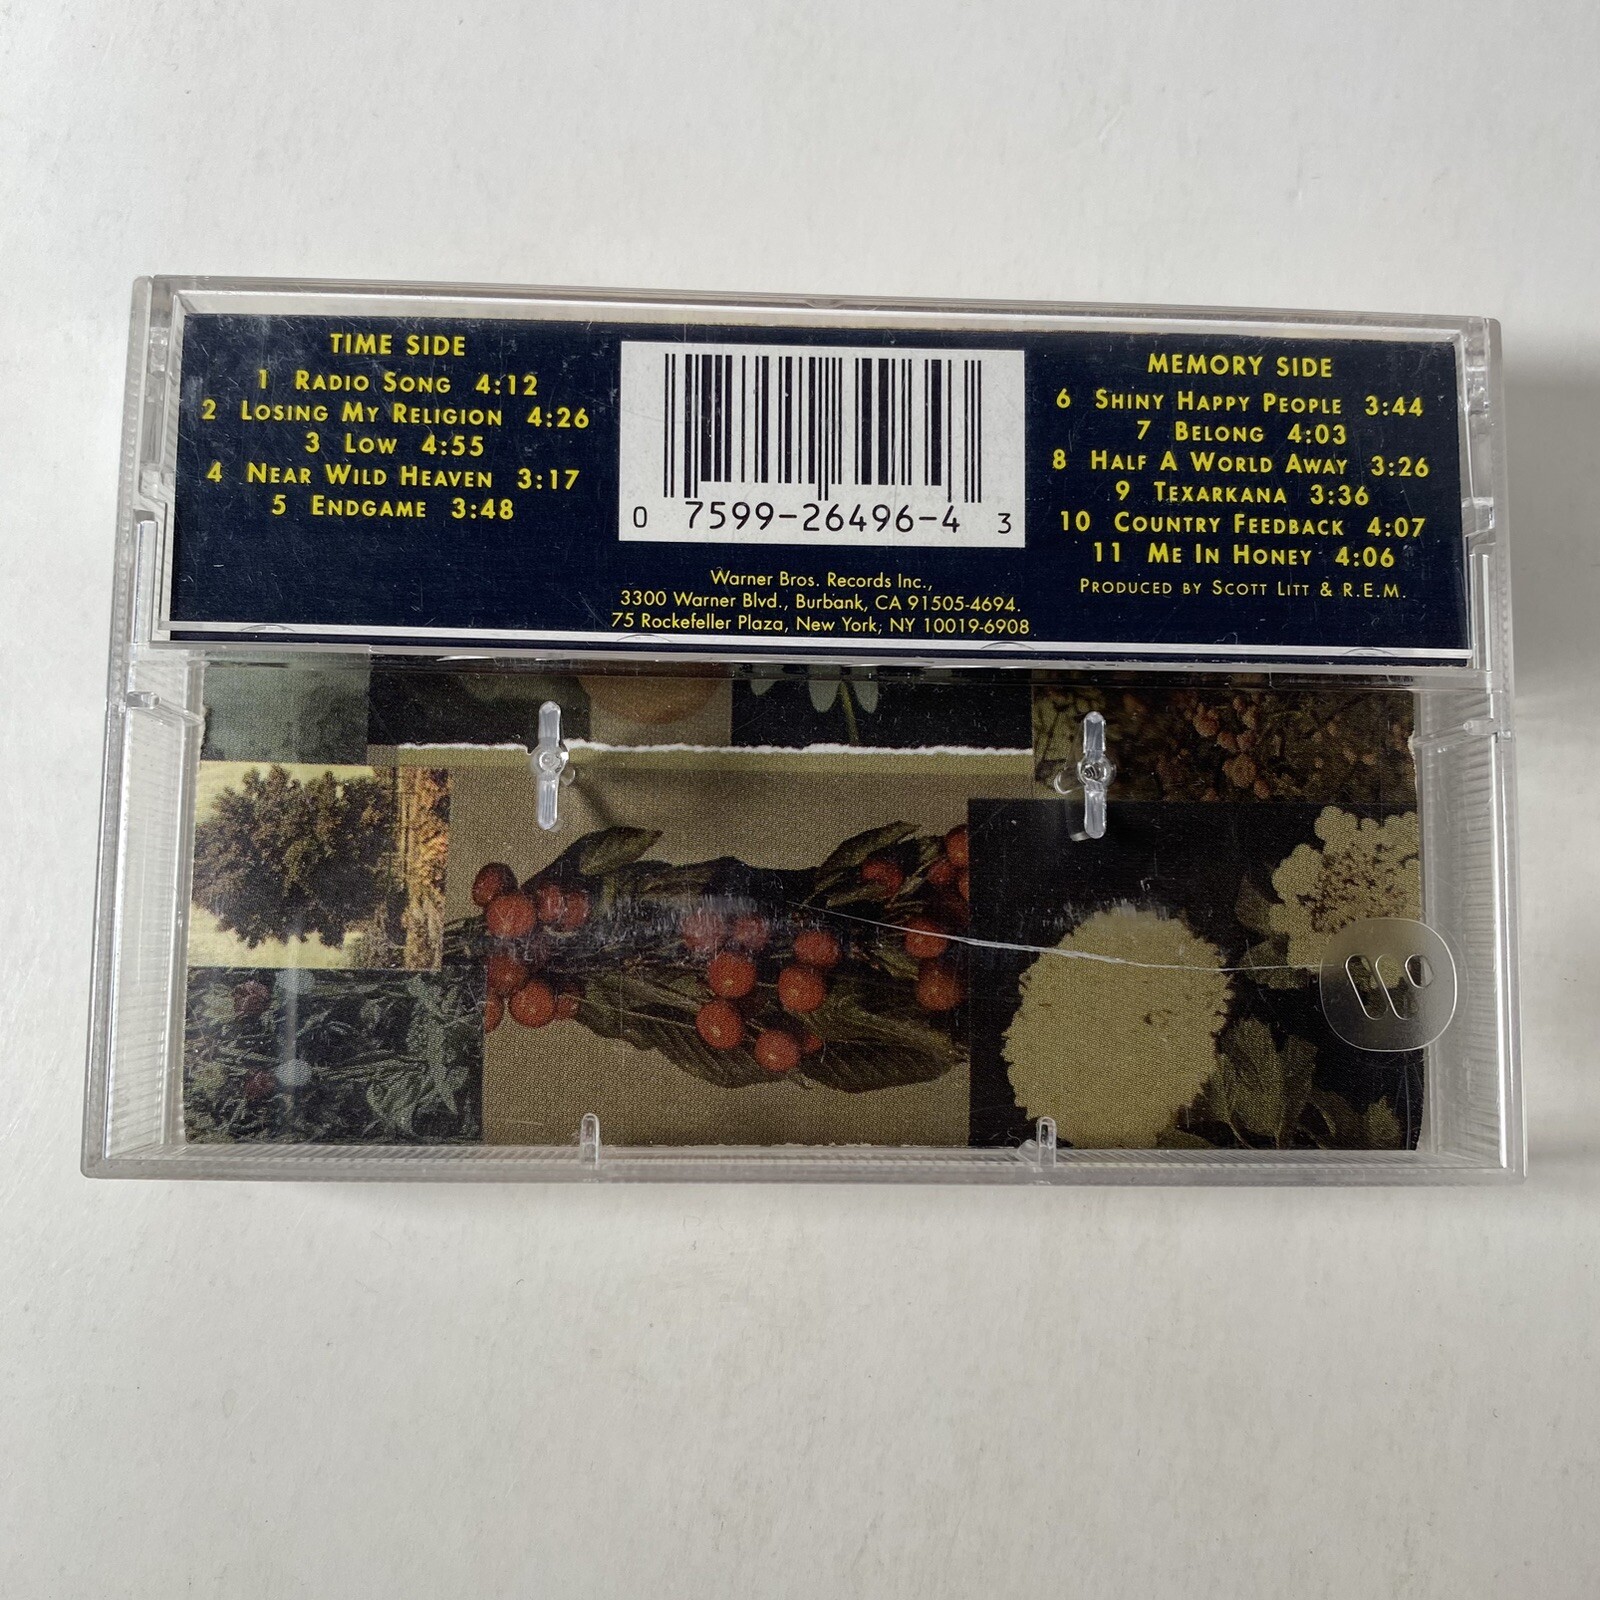 TIME SIDE
1 RADIO SONG 4:12
2 LOSING MY RELIGION 4:26
3 LOW 4:55
4 NEAR WILD HEAVEN 3:17
5 ENDGAME 3:48
0 7599-26496-4 3
Warner Bros. Records Inc.,
3300 Warner Blvd., Burbank, CA 91505-4694.
75 Rockefeller Plaza, New York, NY 10019-6908
MEMORY SIDE
6 SHINY HAPPY PEOPLE 3:44
7 BELONG 4:03
8 HALF A WORLD AWAY 3:26
9 TEXARKANA 3:36
10 COUNTRY FEEDBACK 4:07
11 ME IN HONEY 4:06
PRODUCED BY SCOTT LITT & R.E.M.